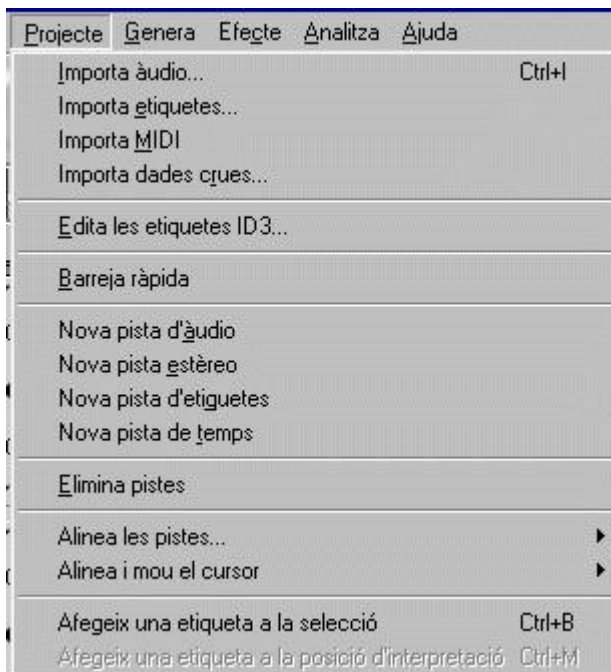 Projecte Genera Efecte Analitza Ajuda
Importa àudio... Ctrl+I
Importa etiquetes...
Importa MIDI
Importa dades crues...
Edita les etiquetes ID3...
Barreja ràpida
Nova pista d'àudio
Nova pista estèreo
Nova pista d'etiquetes
Nova pista de temps
Elimina pistes
Alinea les pistes...
Alinea i mou el cursor
Afegeix una etiqueta a la selecció Ctrl+B
Afegeix una etiqueta a la posició d'interpretació Ctrl+M